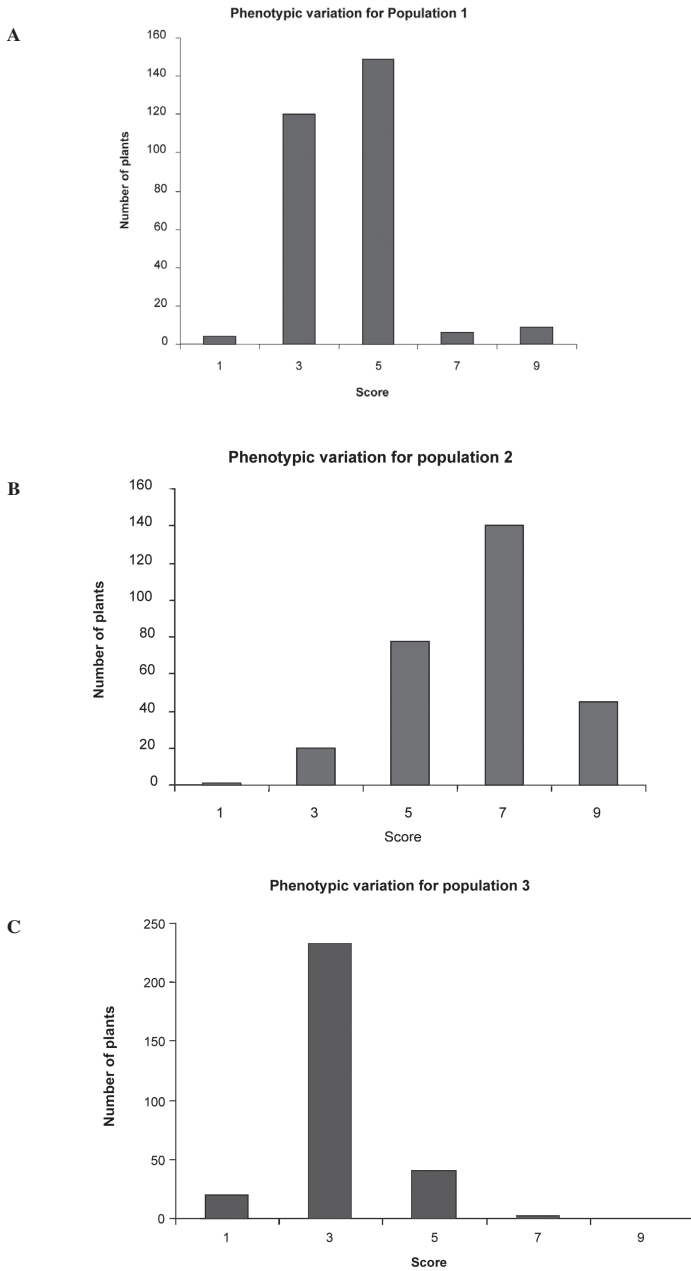 Phenotypic variation for Population 1
A
160
140
120
100
80
60
40
20
0
Number of plants
1 3 5 7 9
Score
Phenotypic variation for population 2
B
160
140
120
100
80
60
40
20
0
Number of plants
1 3 5 7 9
Score
Phenotypic variation for population 3
C
250
200
150
100
50
0
Number of plants
1 3 5 7 9
Score